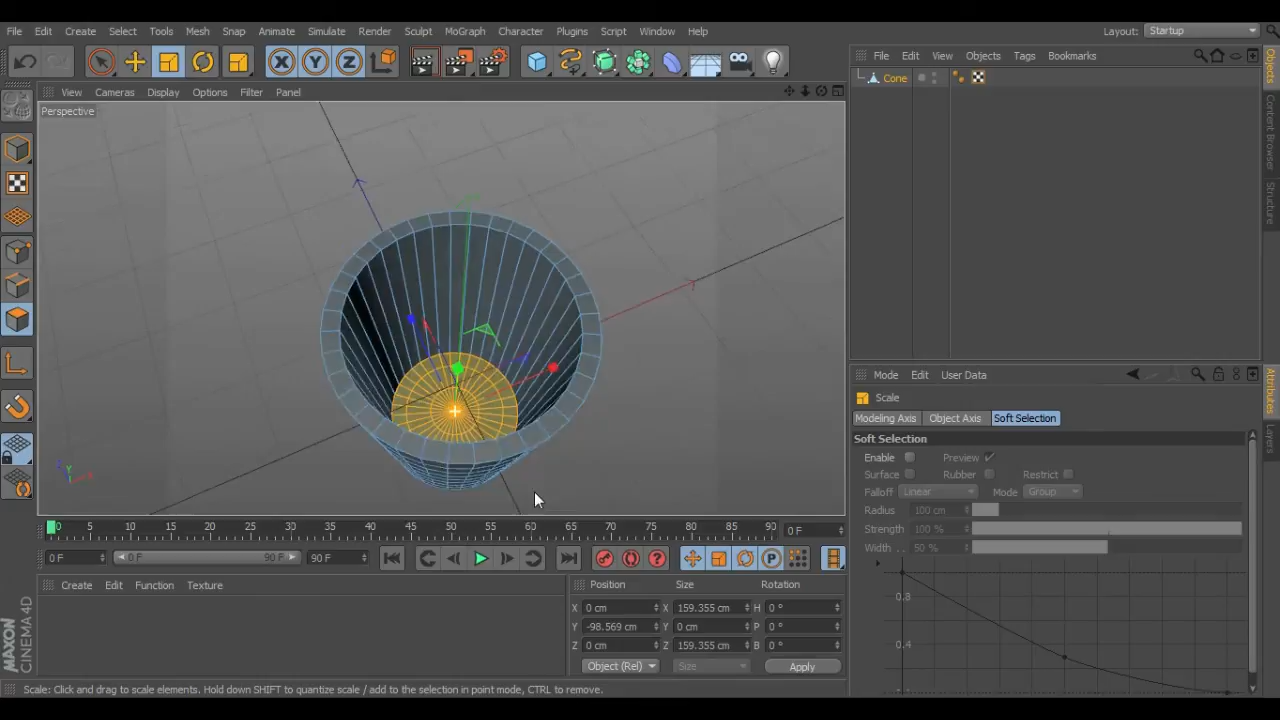 File Edit Create Select Tools Mesh Snap Animate Simulate Render Sculpt MoGraph Character Plugins Script Window Help Layout: Startup
X Y Z
File Edit View Objects Tags Bookmarks
Cone
View Cameras Display Options Filter Panel
Perspective
Objects
Content Browser
Structure
Mode Edit User Data
Scale
Modeling Axis Object Axis Soft Selection
Soft Selection
Enable Preview
Surface Rubber Restrict
Falloff Linear Mode Group
Radius 100 cm
Strength 100 %
Width . . 50 %
0.8
0.4
Attributes
Layers
Y
X
Z
0 5 10 15 20 25 30 35 40 45 50 55 60 65 70 75 80 85 90 0 F
0 F 0 F 90 F 90 F
P
Create Edit Function Texture
Position Size Rotation
X 0 cm X 159.355 cm H 0 °
Y -98.569 cm Y 0 cm P 0 °
Z 0 cm Z 159.355 cm B 0 °
Object (Rel) Size Apply
MAXON
CINEMA 4D
Scale: Click and drag to scale elements. Hold down SHIFT to quantize scale / add to the selection in point mode, CTRL to remove.